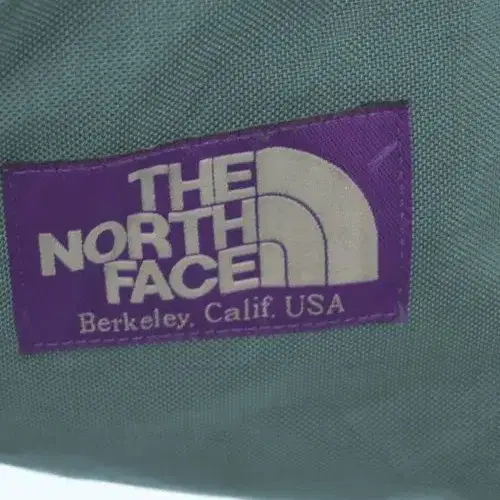 THE
NORTH
FACE
Berkeley, Calif. USA